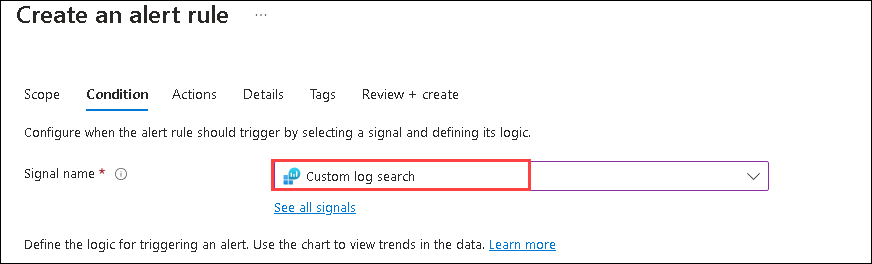 Create an alert rule ...
Scope Condition Actions Details Tags Review + create
Configure when the alert rule should trigger by selecting a signal and defining its logic.
Signal name * Custom log search
See all signals
Define the logic for triggering an alert. Use the chart to view trends in the data. Learn more